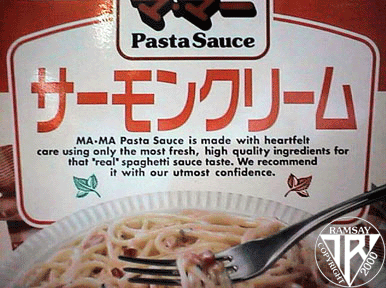 Pasta Sauce
サーモンクリーム
MA•MA Pasta Sauce is made with heartfelt
care using only the most fresh, high quality ingredients for
that "real" spaghetti sauce taste. We recommend
it with our utmost confidence.
RAMSAY
COPYRIGHT
2000